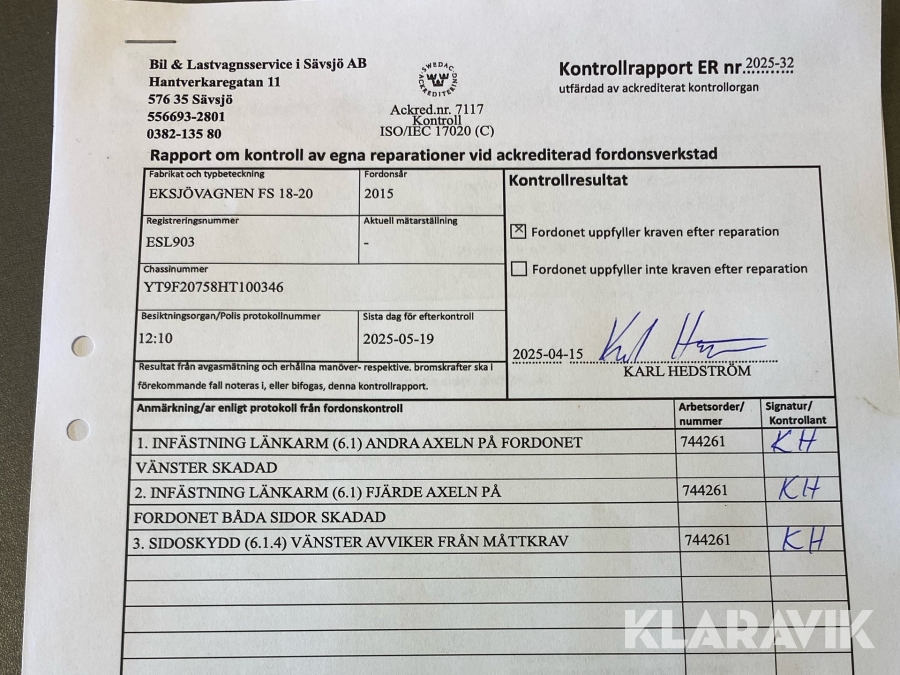 Bil & Lastvagnsservice i Sävsjö AB
Hantverkaregatan 11
576 35 Sävsjö
556693-2801
0382-135 80
SWEDAC
ACKREDITERING
Ackred.nr. 7117
Kontroll
ISO/IEC 17020 (C)
Kontrollrapport ER nr 2025-32
utfärdad av ackrediterat kontrollorgan
Rapport om kontroll av egna reparationer vid ackrediterad fordonsverkstad
Fabrikat och typbeteckning
EKSJÖVAGNEN FS 18-20
Fordonsår
2015
Registreringsnummer
ESL903
Aktuell mätarställning
-
Chassinummer
YT9F20758HT100346
Besiktningsorgan/Polis protokollnummer
12:10
Sista dag för efterkontroll
2025-05-19
Resultat från avgasmätning och erhållna manöver- respektive. bromskrafter ska i
förekommande fall noteras i, eller bifogas, denna kontrollrapport.
Kontrollresultat
Fordonet uppfyller kraven efter reparation
Fordonet uppfyller inte kraven efter reparation
2025-04-15
KARL HEDSTRÖM
Anmärkning/ar enligt protokoll från fordonskontroll
Arbetsorder/
nummer
Signatur/
Kontrollant
1. INFÄSTNING LÄNKARM (6.1) ANDRA AXELN PÅ FORDONET
744261
KH
VÄNSTER SKADAD
2. INFÄSTNING LÄNKARM (6.1) FJÄRDE AXELN PÅ
744261
KH
FORDONET BÅDA SIDOR SKADAD
3. SIDOSKYDD (6.1.4) VÄNSTER AVVIKER FRÅN MÅTTKRAV
744261
KH
KLARAVIK